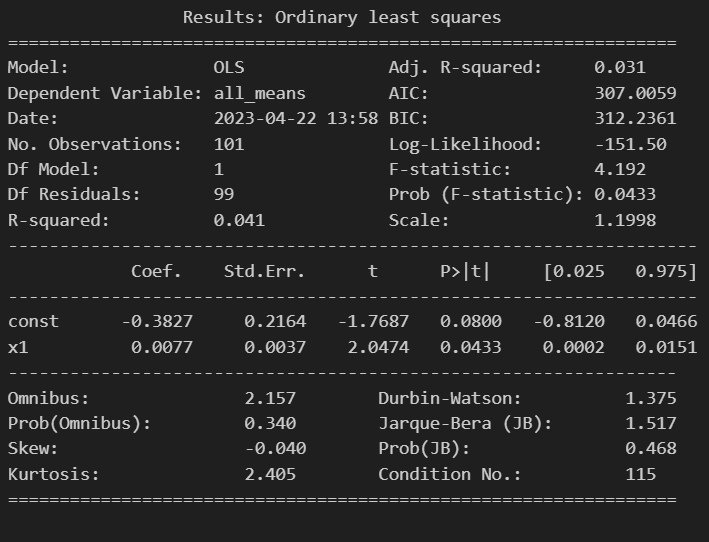 Results: Ordinary least squares
==================================================================
Model: OLS Adj. R-squared: 0.031
Dependent Variable: all_means AIC: 307.0059
Date: 2023-04-22 13:58 BIC: 312.2361
No. Observations: 101 Log-Likelihood: -151.50
Df Model: 1 F-statistic: 4.192
Df Residuals: 99 Prob (F-statistic): 0.0433
R-squared: 0.041 Scale: 1.1998
--------------------------------------------------------------------
Coef. Std.Err. t P>|t| [0.025 0.975]
--------------------------------------------------------------------
const -0.3827 0.2164 -1.7687 0.0800 -0.8120 0.0466
x1 0.0077 0.0037 2.0474 0.0433 0.0002 0.0151
------------------------------------------------------------------
Omnibus: 2.157 Durbin-Watson: 1.375
Prob(Omnibus): 0.340 Jarque-Bera (JB): 1.517
Skew: -0.040 Prob(JB): 0.468
Kurtosis: 2.405 Condition No.: 115
==================================================================